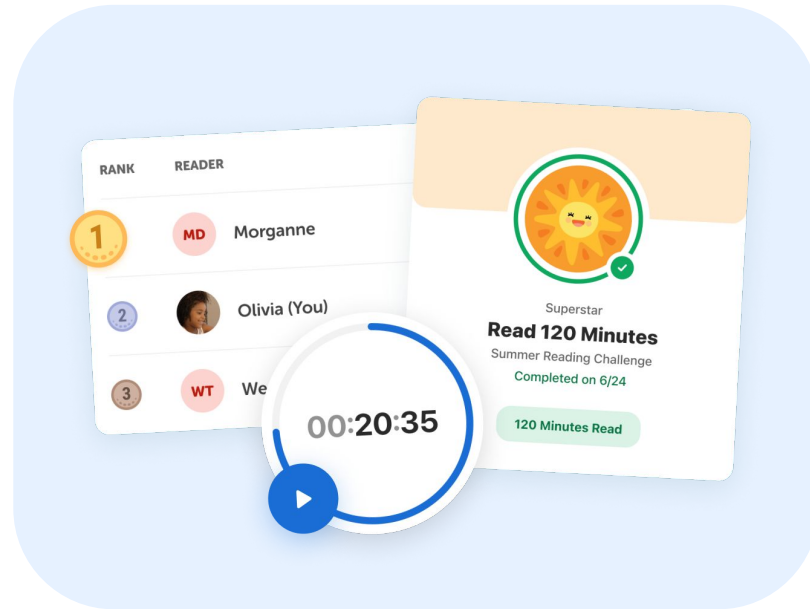 RANK READER
1 MD Morganne
2 Olivia (You)
3 WT We
00:20:35
Superstar
Read 120 Minutes
Summer Reading Challenge
Completed on 6/24
120 Minutes Read